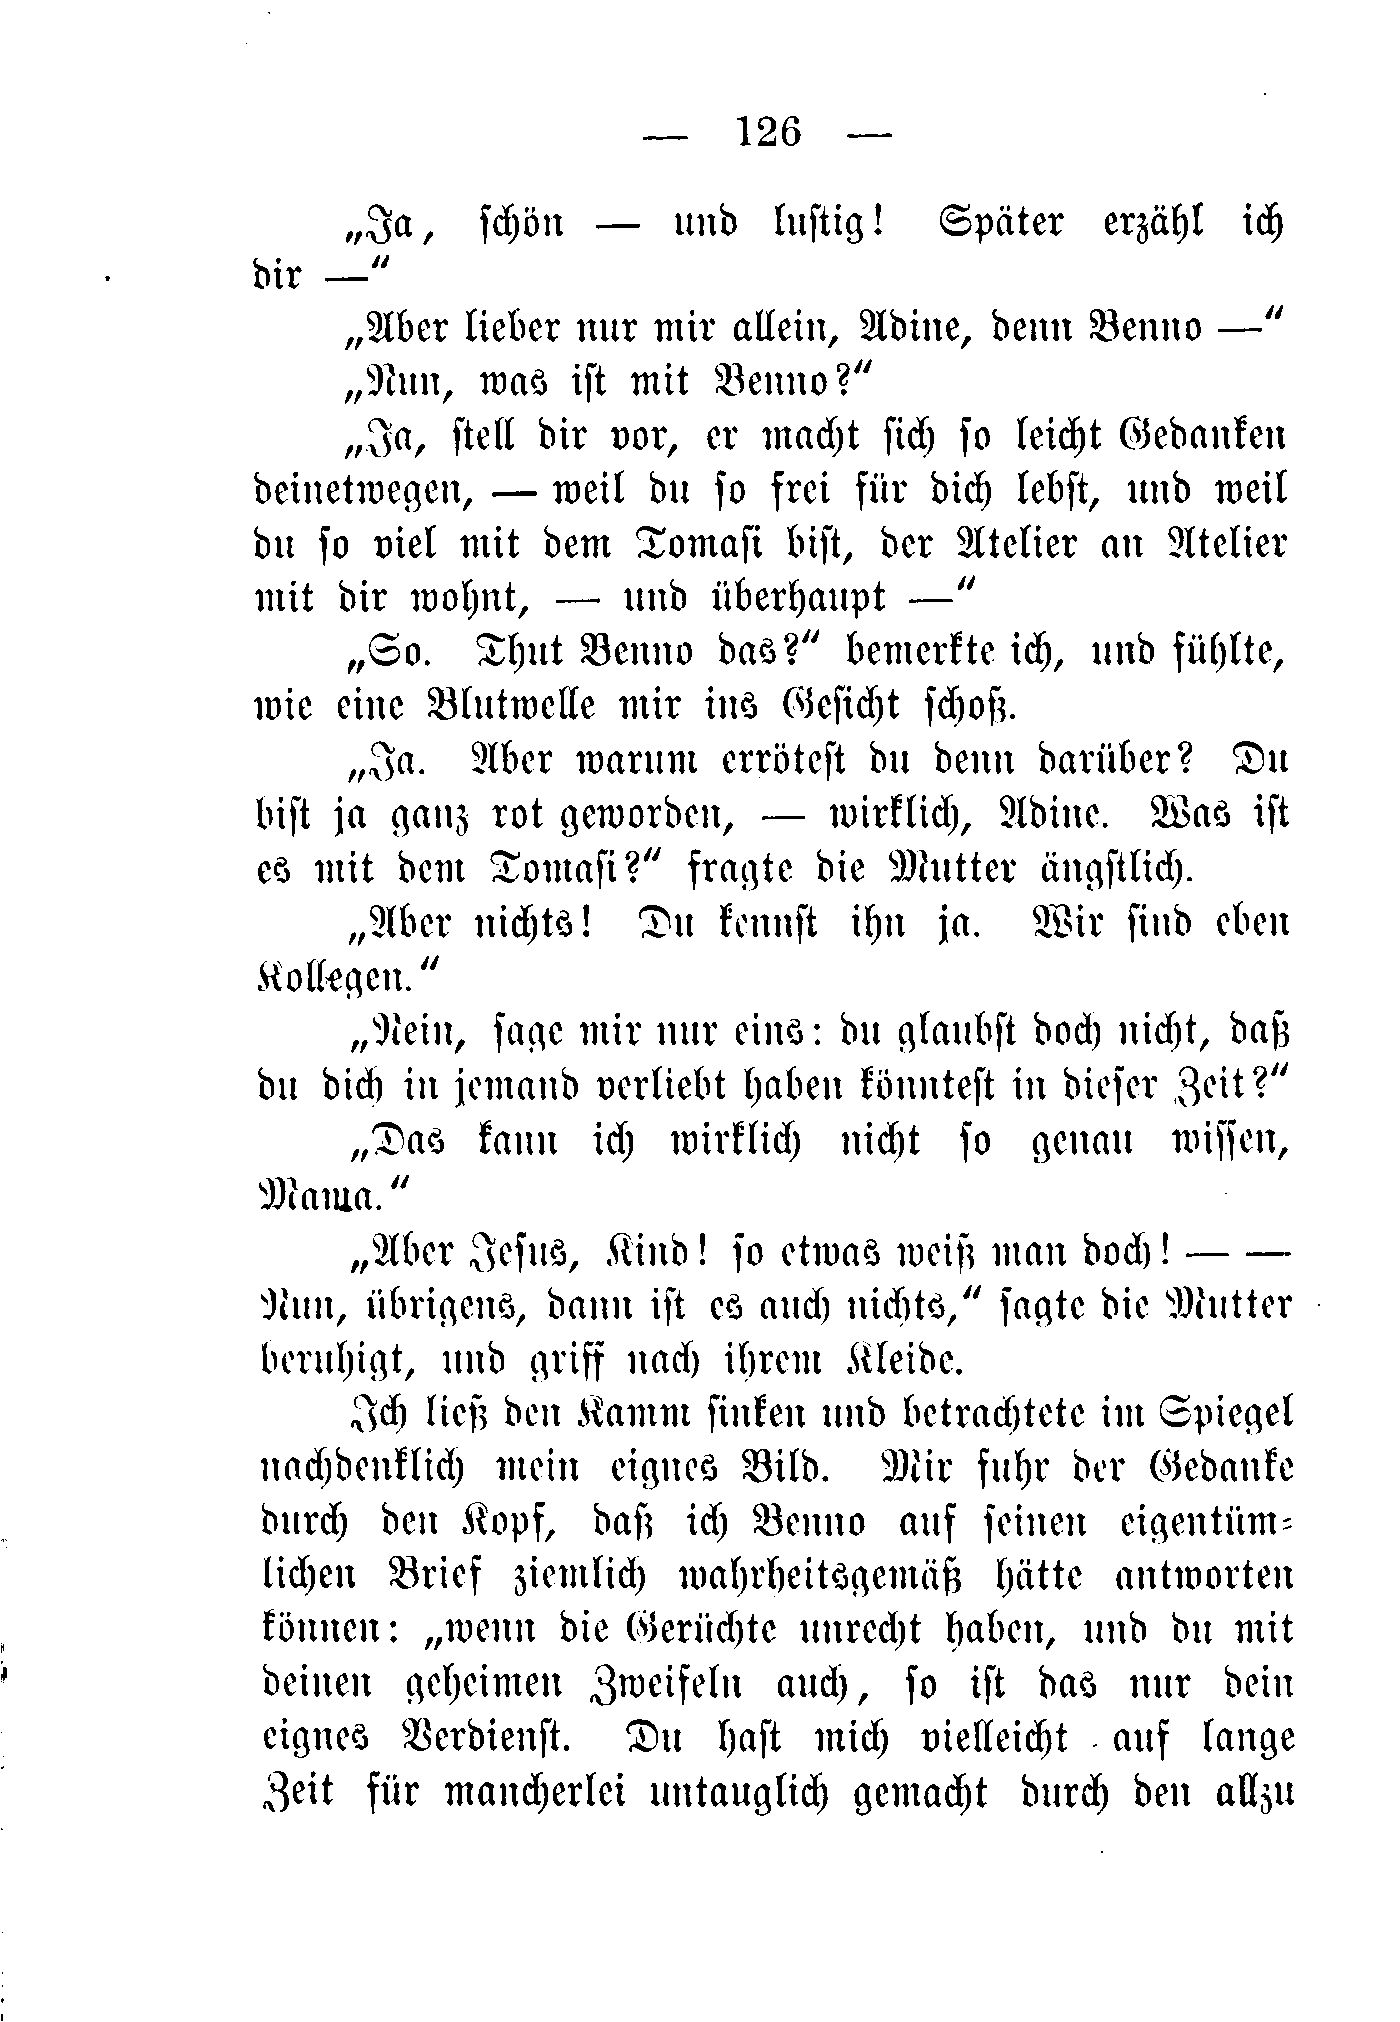 — 126 —
„Ja, schön — und lustig! Später erzähl ich
dir —“
„Aber lieber nur mir allein, Adine, denn Benno —“
„Nun, was ist mit Benno?“
„Ja, stell dir vor, er macht sich so leicht Gedanken
deinetwegen, — weil du so frei für dich lebst, und weil
du so viel mit dem Tomasi bist, der Atelier an Atelier
mit dir wohnt, — und überhaupt —“
„So. Thut Benno das?“ bemerkte ich, und fühlte,
wie eine Blutwelle mir ins Gesicht schoß.
„Ja. Aber warum errötest du denn darüber? Du
bist ja ganz rot geworden, — wirklich, Adine. Was ist
es mit dem Tomasi?“ fragte die Mutter ängstlich.
„Aber nichts! Du kennst ihn ja. Wir sind eben
Kollegen.“
„Nein, sage mir nur eins: du glaubst doch nicht, daß
du dich in jemand verliebt haben könntest in dieser Zeit?“
„Das kann ich wirklich nicht so genau wissen,
Mama.“
„Aber Jesus, Kind! so etwas weiß man doch! — —
Nun, übrigens, dann ist es auch nichts,“ sagte die Mutter
beruhigt, und griff nach ihrem Kleide.
Ich ließ den Kamm sinken und betrachtete im Spiegel
nachdenklich mein eignes Bild. Mir fuhr der Gedanke
durch den Kopf, daß ich Benno auf seinen eigentüm-
lichen Brief ziemlich wahrheitsgemäß hätte antworten
können: „wenn die Gerüchte unrecht haben, und du mit
deinen geheimen Zweifeln auch, so ist das nur dein
eignes Verdienst. Du hast mich vielleicht auf lange
Zeit für mancherlei untauglich gemacht durch den allzu